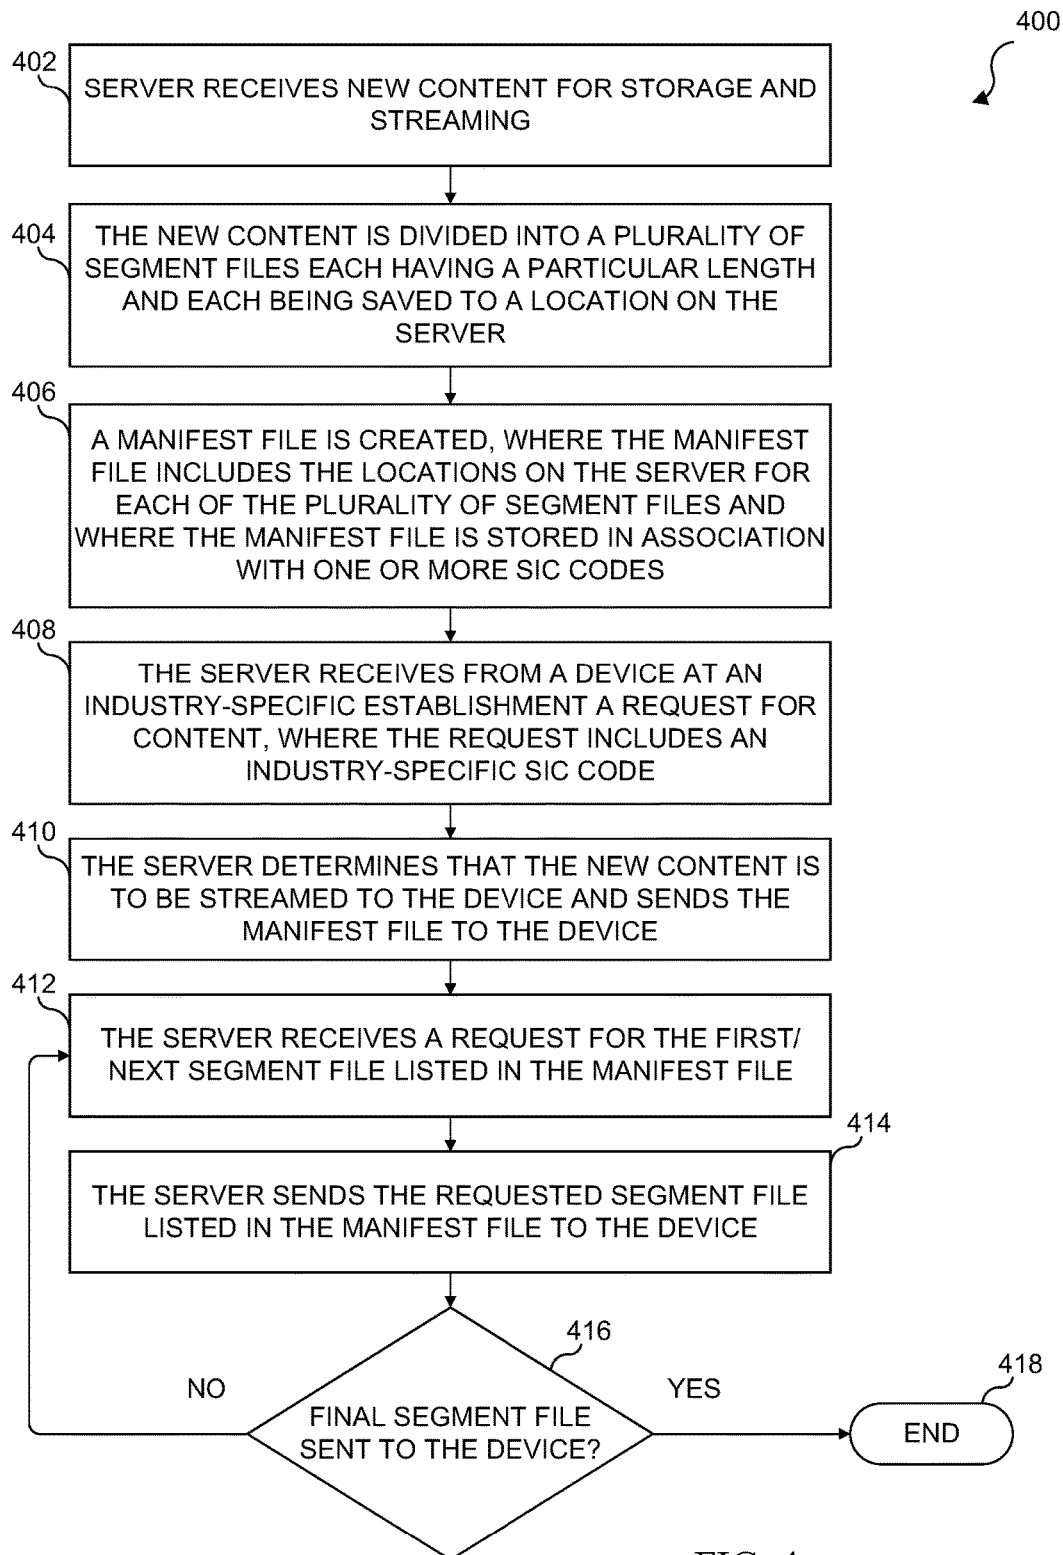 400
402
SERVER RECEIVES NEW CONTENT FOR STORAGE AND
STREAMING
404
THE NEW CONTENT IS DIVIDED INTO A PLURALITY OF
SEGMENT FILES EACH HAVING A PARTICULAR LENGTH
AND EACH BEING SAVED TO A LOCATION ON THE
SERVER
406
A MANIFEST FILE IS CREATED, WHERE THE MANIFEST
FILE INCLUDES THE LOCATIONS ON THE SERVER FOR
EACH OF THE PLURALITY OF SEGMENT FILES AND
WHERE THE MANIFEST FILE IS STORED IN ASSOCIATION
WITH ONE OR MORE SIC CODES
408
THE SERVER RECEIVES FROM A DEVICE AT AN
INDUSTRY-SPECIFIC ESTABLISHMENT A REQUEST FOR
CONTENT, WHERE THE REQUEST INCLUDES AN
INDUSTRY-SPECIFIC SIC CODE
410
THE SERVER DETERMINES THAT THE NEW CONTENT IS
TO BE STREAMED TO THE DEVICE AND SENDS THE
MANIFEST FILE TO THE DEVICE
412
THE SERVER RECEIVES A REQUEST FOR THE FIRST/
NEXT SEGMENT FILE LISTED IN THE MANIFEST FILE
414
THE SERVER SENDS THE REQUESTED SEGMENT FILE
LISTED IN THE MANIFEST FILE TO THE DEVICE
416
NO
YES
FINAL SEGMENT FILE
SENT TO THE DEVICE?
418
END